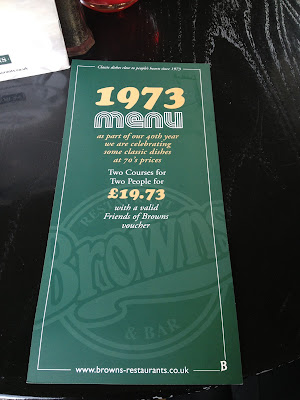 Classic dishes close to people's hearts since 1973
1973
menu
as part of our 40th year
we are celebrating
some classic dishes
at 70's prices
Two Courses for
Two People for
£19.73
with a valid
Friends of Browns
voucher
Browns
& BAR
www.browns-restaurants.co.uk
B